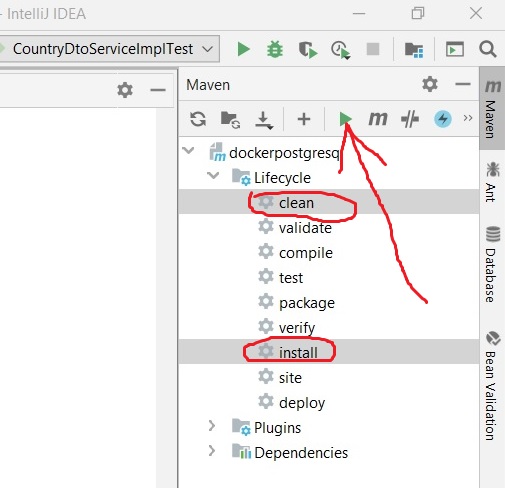 - IntelliJ IDEA
CountryDtoServiceImplTest
Maven
m
»
dockerpostgresq
Lifecycle
clean
validate
compile
test
package
verify
install
site
deploy
Plugins
Dependencies
m
Maven
Ant
Database
Bean Validation